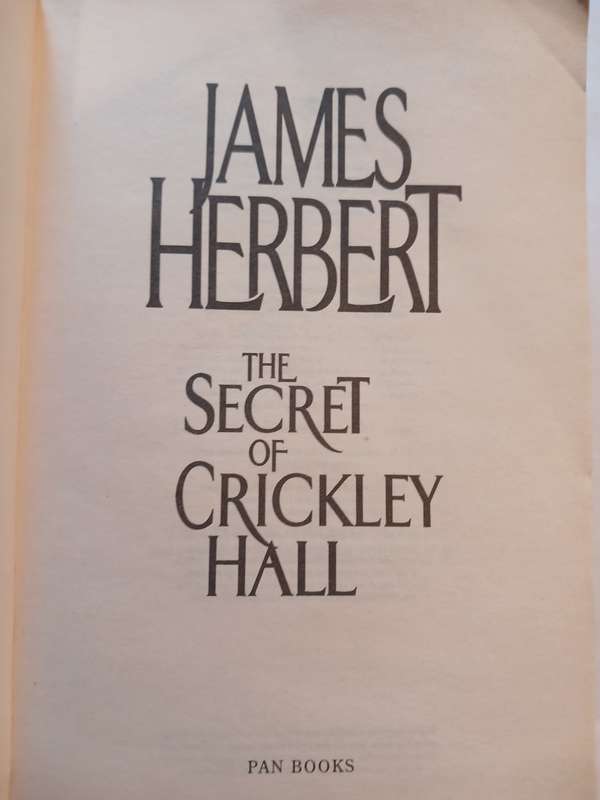 JAMES
HERBERT
THE
SECRET
OF
CRICKLEY
HALL
PAN BOOKS